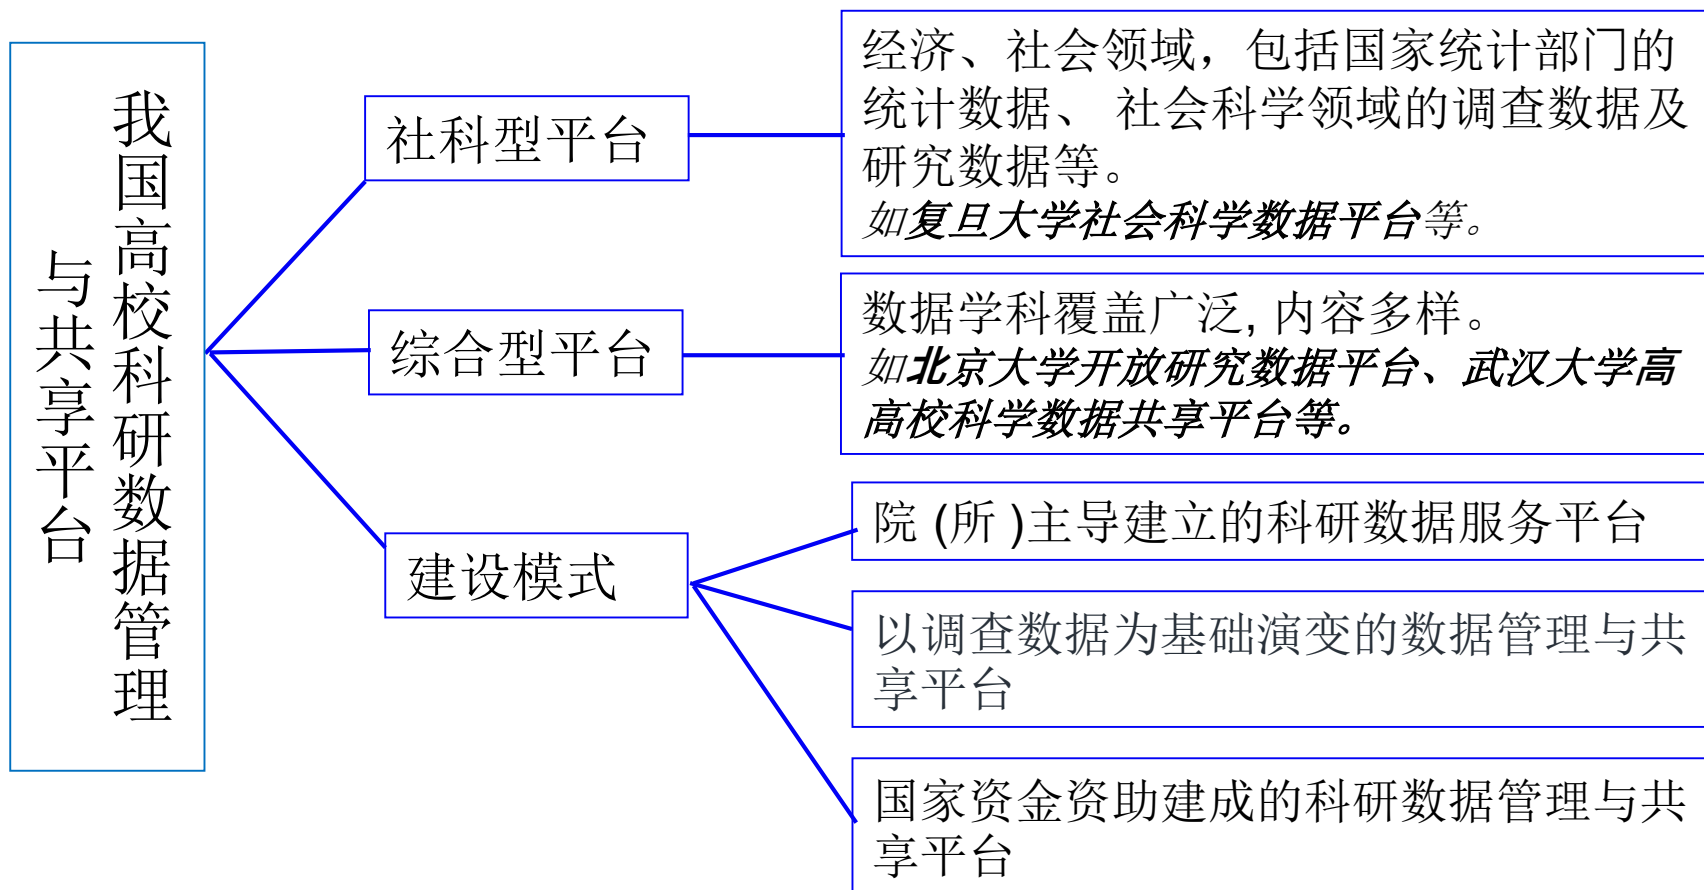 我国高校科研数据管理
与共享平台
社科型平台
经济、社会领域，包括国家统计部门的
统计数据、 社会科学领域的调查数据及
研究数据等。
如复旦大学社会科学数据平台等。
综合型平台
数据学科覆盖广泛, 内容多样。
如北京大学开放研究数据平台、武汉大学高
高校科学数据共享平台等。
建设模式
院 (所 )主导建立的科研数据服务平台
以调查数据为基础演变的数据管理与共
享平台
国家资金资助建成的科研数据管理与共
享平台